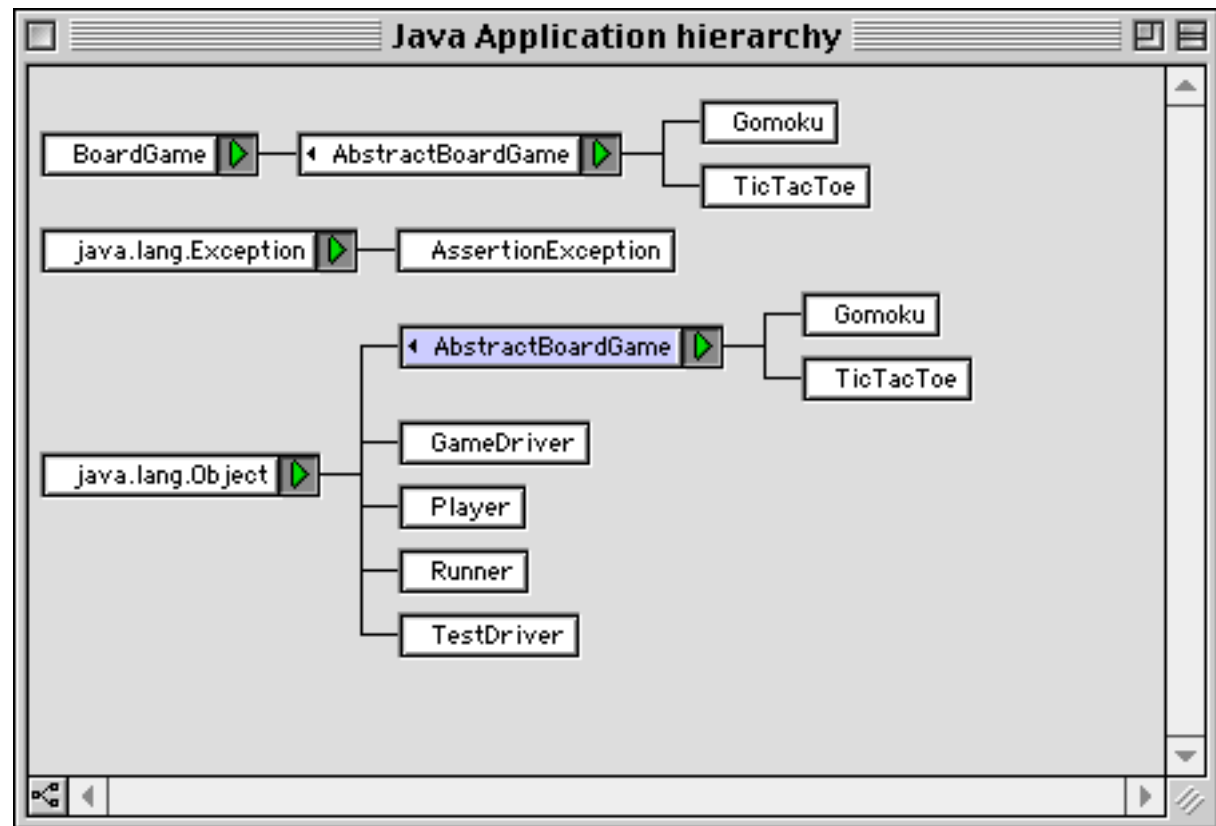 Java Application hierarchy
Gomoku
BoardGame
AbstractBoardGame
TicTacToe
java.lang.Exception
AssertionException
Gomoku
AbstractBoardGame
TicTacToe
GameDriver
java.lang.Object
Player
Runner
TestDriver